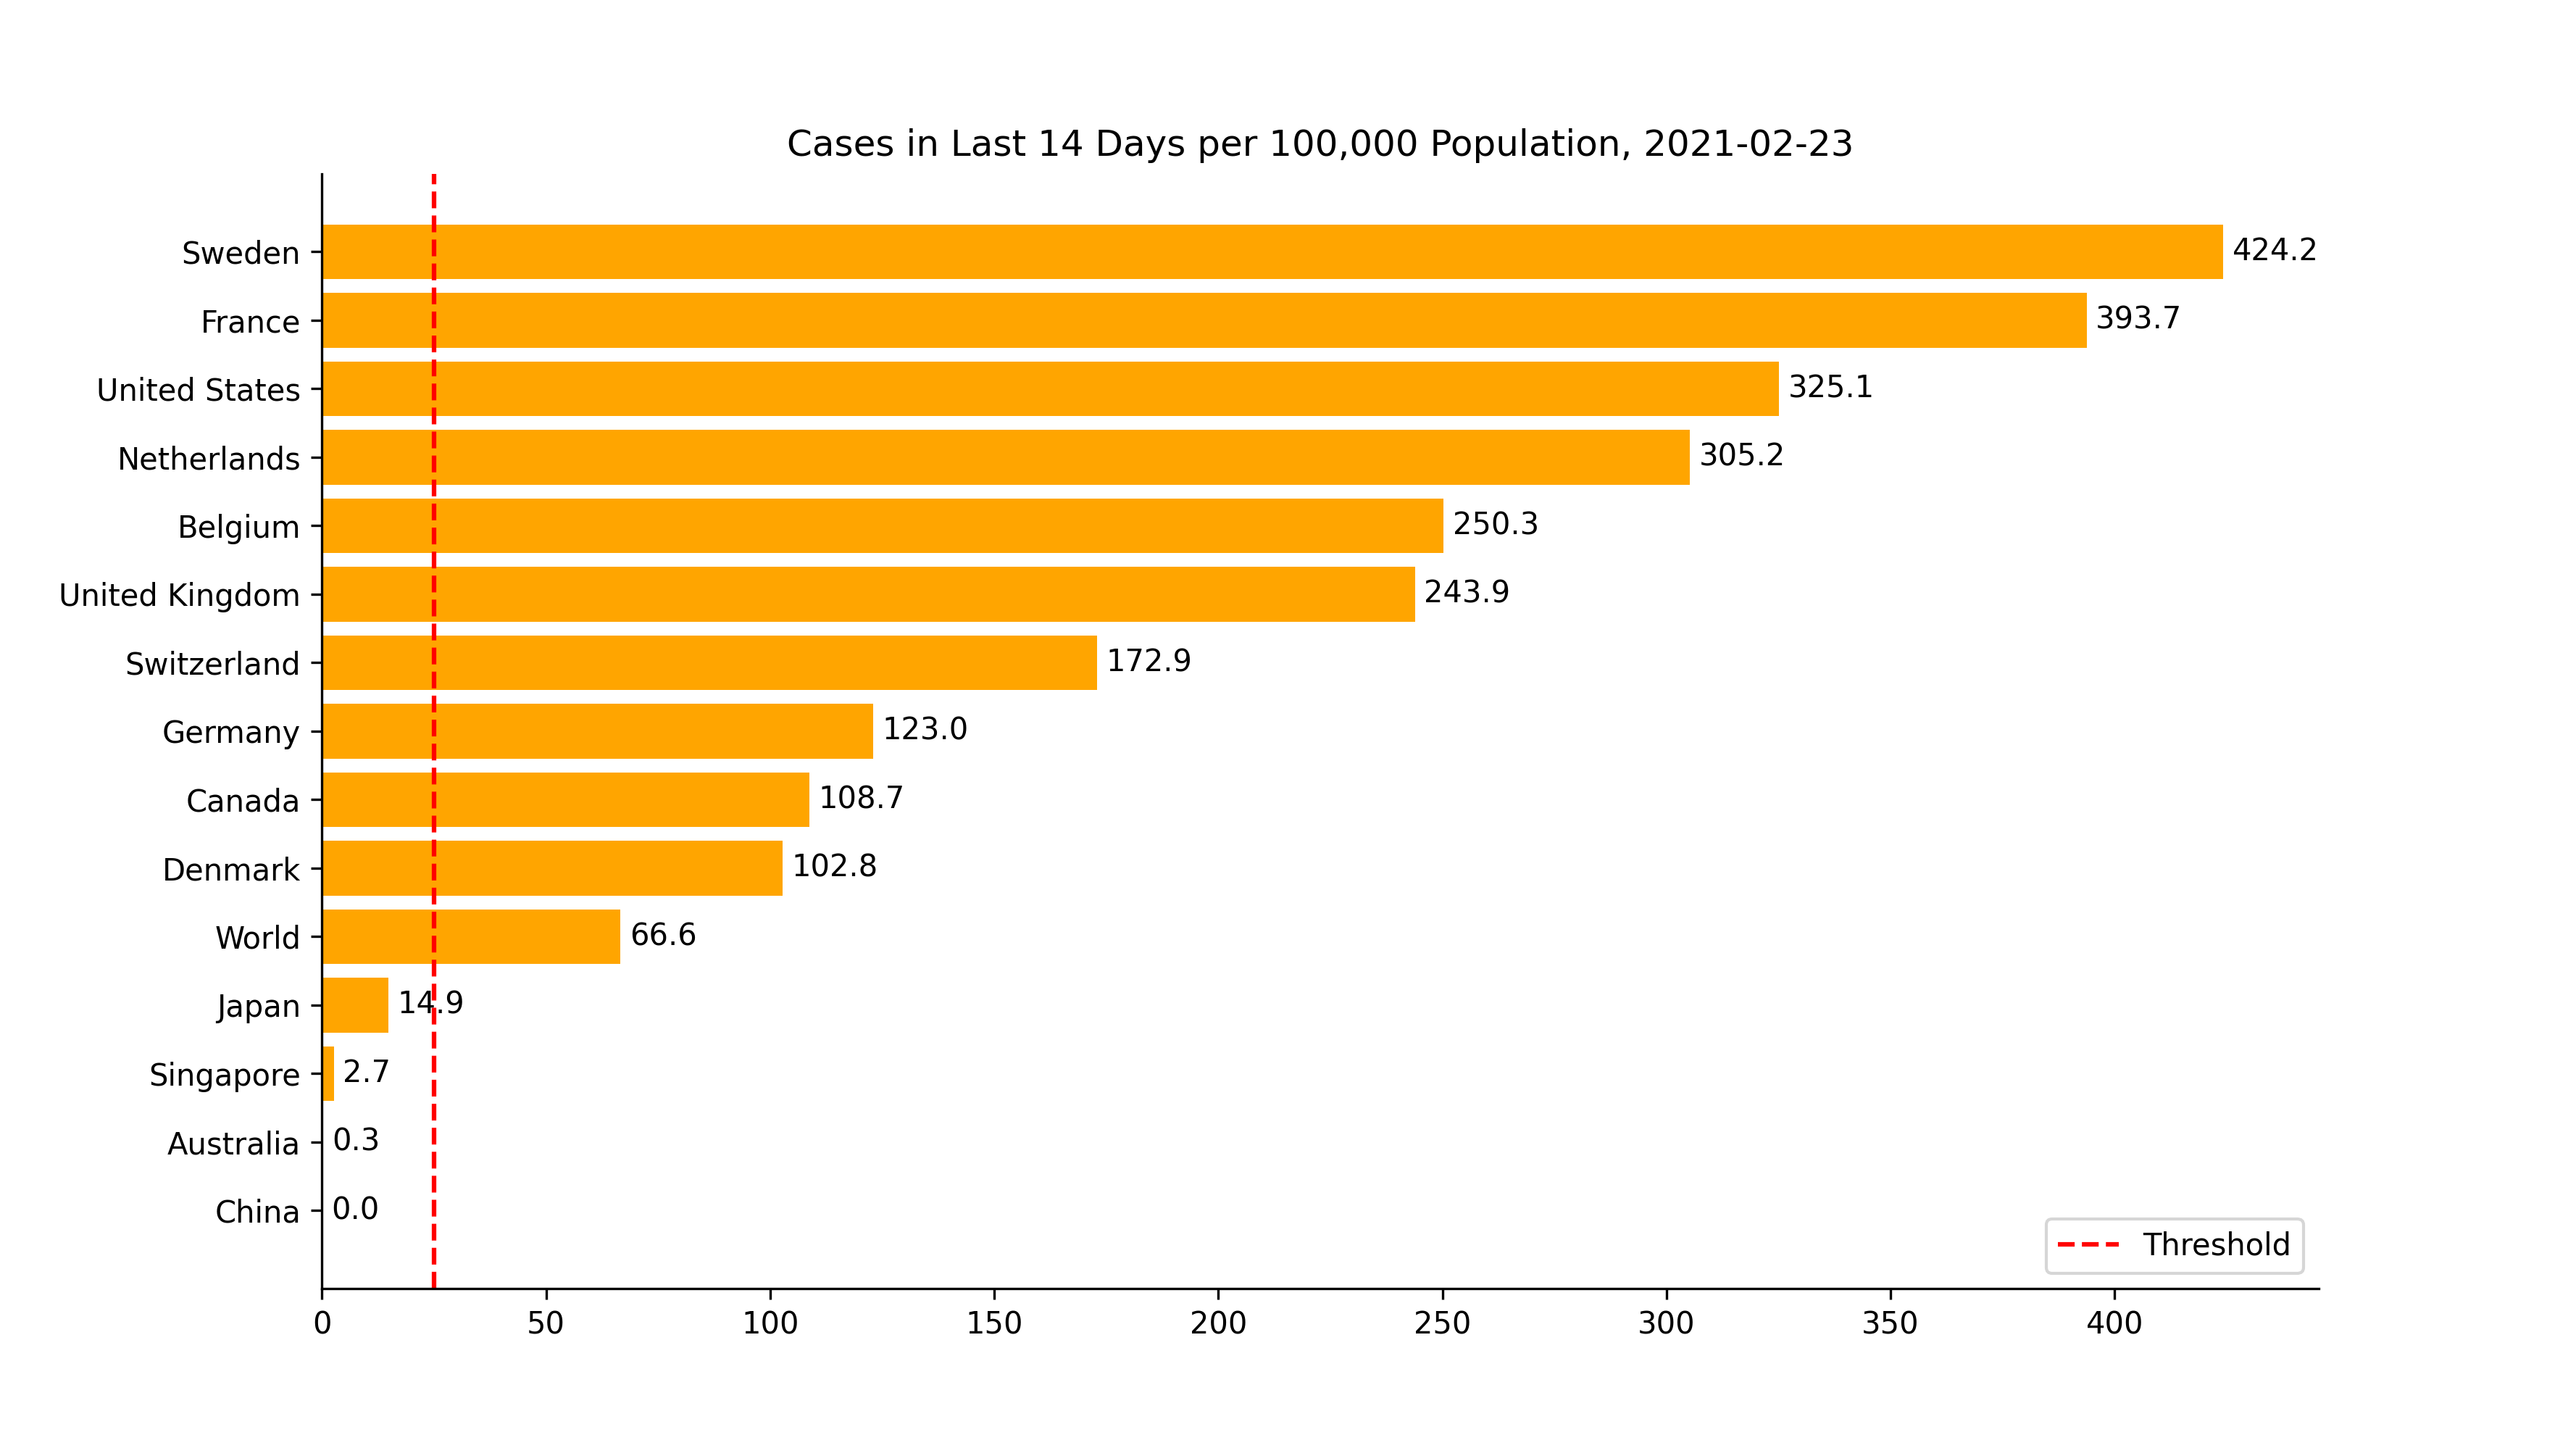 Cases in Last 14 Days per 100,000 Population, 2021-02-23
Sweden 424.2
France 393.7
United States 325.1
Netherlands 305.2
Belgium 250.3
United Kingdom 243.9
Switzerland 172.9
Germany 123.0
Canada 108.7
Denmark 102.8
World 66.6
Japan 14.9
Singapore 2.7
Australia 0.3
China 0.0
Threshold
0 50 100 150 200 250 300 350 400